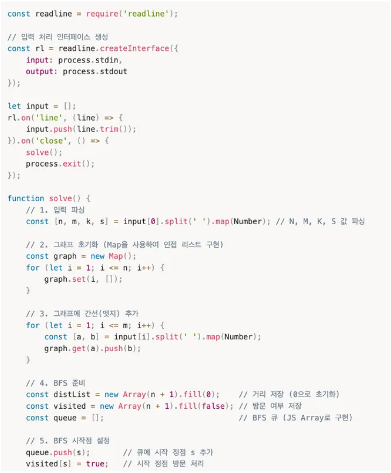 const readline = require('readline');

// 입력 처리 인터페이스 생성
const rl = readline.createInterface({
    input: process.stdin,
    output: process.stdout
});

let input = [];
rl.on('line', (line) => {
    input.push(line.trim());
}).on('close', () => {
    solve();
    process.exit();
});

function solve() {
    // 1. 입력 파싱
    const [n, m, k, s] = input[0].split(' ').map(Number); // N, M, K, S 값 파싱

    // 2. 그래프 초기화 (Map을 사용하여 인접 리스트 구현)
    const graph = new Map();
    for (let i = 1; i <= n; i++) {
        graph.set(i, []);
    }

    // 3. 그래프에 간선(엣지) 추가
    for (let i = 1; i <= m; i++) {
        const [a, b] = input[i].split(' ').map(Number);
        graph.get(a).push(b);
    }

    // 4. BFS 준비
    const distList = new Array(n + 1).fill(0);    // 거리 저장 (0으로 초기화)
    const visited = new Array(n + 1).fill(false); // 방문 여부 저장
    const queue = [];                             // BFS 큐 (JS Array로 구현)

    // 5. BFS 시작점 설정
    queue.push(s);       // 큐에 시작 정점 s 추가
    visited[s] = true;   // 시작 정점 방문 처리